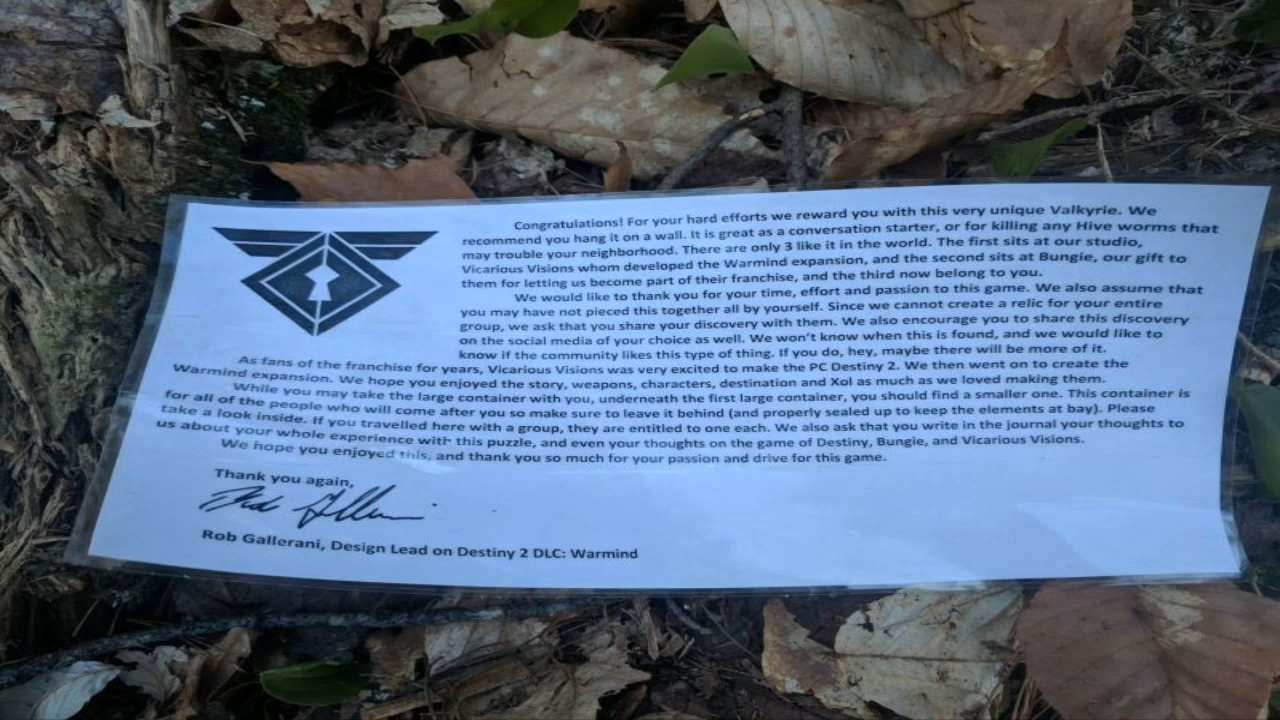 Congratulations! For your hard efforts we reward you with this very unique Valkyrie. We
recommend you hang it on a wall. It is great as a conversation starter, or for killing any Hive worms that
may trouble your neighborhood. There are only 3 like it in the world. The first sits at our studio,
Vicarious Visions whom developed the Warmind expansion, and the second sits at Bungie, our gift to
them for letting us become part of their franchise, and the third now belong to you.
We would like to thank you for your time, effort and passion to this game. We also assume that
you may have not pieced this together all by yourself. Since we cannot create a relic for your entire
group, we ask that you share your discovery with them. We also encourage you to share this discovery
on the social media of your choice as well. We won't know when this is found, and we would like to
know if the community likes this type of thing. If you do, hey, maybe there will be more of it.
As fans of the franchise for years, Vicarious Visions was very excited to make the PC Destiny 2. We then went on to create the
Warmind expansion. We hope you enjoyed the story, weapons, characters, destination and Xol as much as we loved making them.
While you may take the large container with you, underneath the first large container, you should find a smaller one. This container is
for all of the people who will come after you so make sure to leave it behind (and properly sealed up to keep the elements at bay). Please
take a look inside. If you travelled here with a group, they are entitled to one each. We also ask that you write in the journal your thoughts to
us about your whole experience with this puzzle, and even your thoughts on the game of Destiny, Bungie, and Vicarious Visions.
We hope you enjoyed this, and thank you so much for your passion and drive for this game.
Thank you again,
Rob Gallerani, Design Lead on Destiny 2 DLC: Warmind